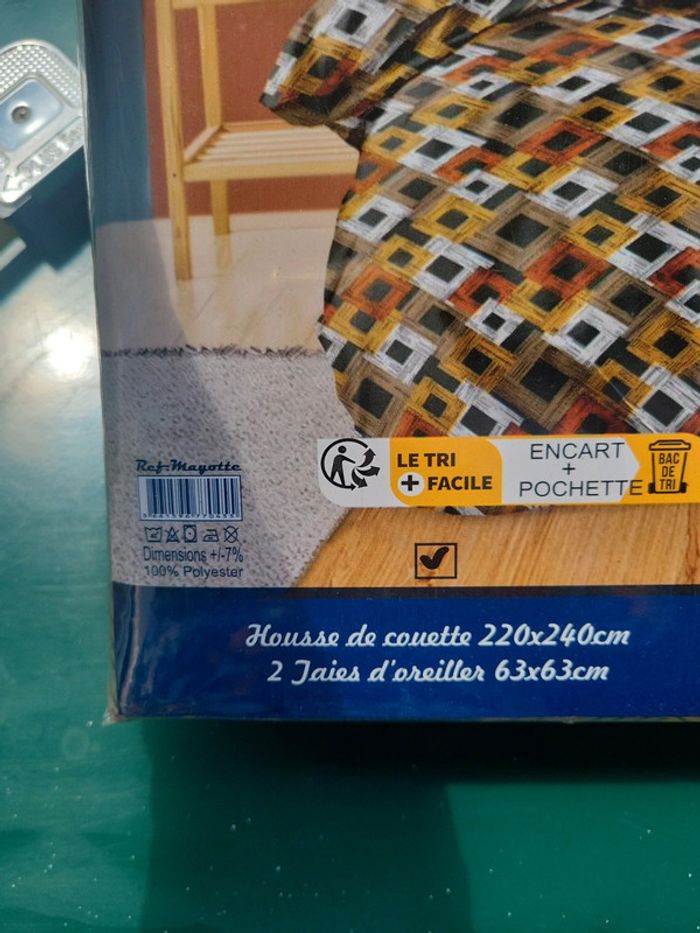 Ref. Mayotte
Dimensions +/-7%
100% Polyester
LE TRI
+ FACILE
ENCART
+
POCHETTE
BAC
DE
TRI
Housse de couette 220x240cm
2 Taies d'oreiller 63x63cm